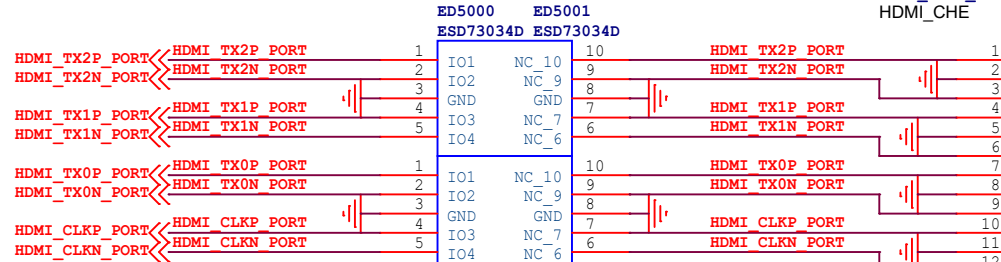 ED5000 ED5001 HDMI_CHE
ESD73034D ESD73034D
HDMI_TX2P_PORT HDMI_TX2P_PORT 1 IO1 NC_10 10 HDMI_TX2P_PORT 1
HDMI_TX2N_PORT HDMI_TX2N_PORT 2 IO2 NC_9 9 HDMI_TX2N_PORT 2
3 GND GND 8 3
HDMI_TX1P_PORT HDMI_TX1P_PORT 4 IO3 NC_7 7 HDMI_TX1P_PORT 4
HDMI_TX1N_PORT HDMI_TX1N_PORT 5 IO4 NC_6 6 HDMI_TX1N_PORT 5
6
HDMI_TX0P_PORT HDMI_TX0P_PORT 1 IO1 NC_10 10 HDMI_TX0P_PORT 7
HDMI_TX0N_PORT HDMI_TX0N_PORT 2 IO2 NC_9 9 HDMI_TX0N_PORT 8
3 GND GND 8 9
HDMI_CLKP_PORT HDMI_CLKP_PORT 4 IO3 NC_7 7 HDMI_CLKP_PORT 10
HDMI_CLKN_PORT HDMI_CLKN_PORT 5 IO4 NC_6 6 HDMI_CLKN_PORT 11
12